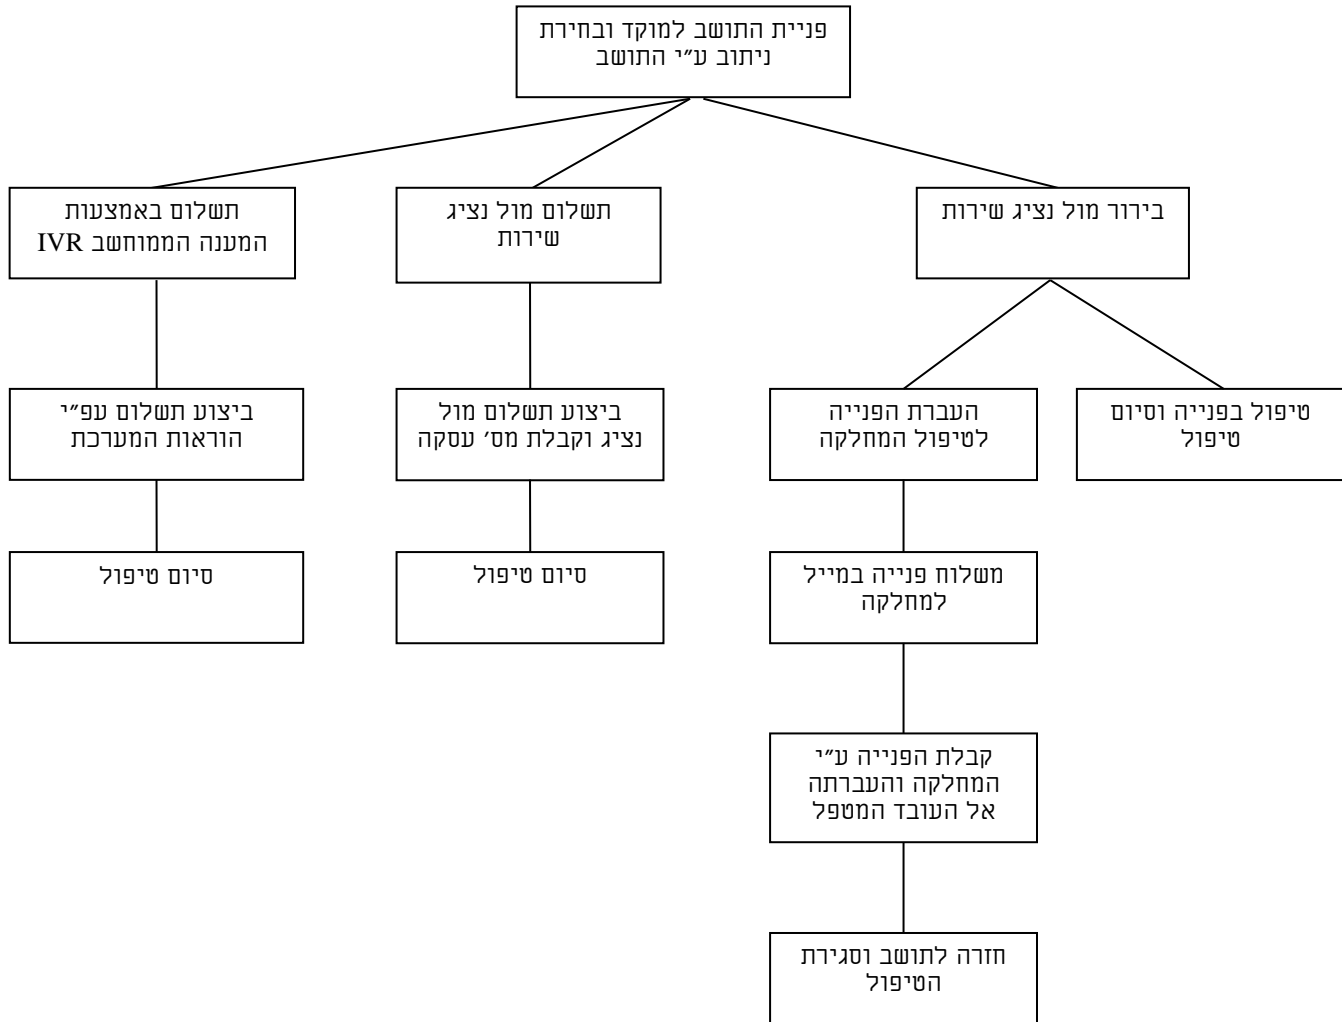 פניית התושב למוקד ובחירת
ניתוב ע״י התושב
בירור מול נציג שירות
תשלום מול נציג
שירות
תשלום באמצעות
המענה הממוחשב IVR
טיפול בפנייה וסיום
טיפול
העברת הפנייה
לטיפול המחלקה
ביצוע תשלום מול
נציג וקבלת מס׳ עסקה
ביצוע תשלום עפ״י
הוראות המערכת
משלוח פנייה במייל
למחלקה
סיום טיפול
סיום טיפול
קבלת הפנייה ע״י
המחלקה והעברתה
אל העובד המטפל
חזרה לתושב וסגירת
הטיפול